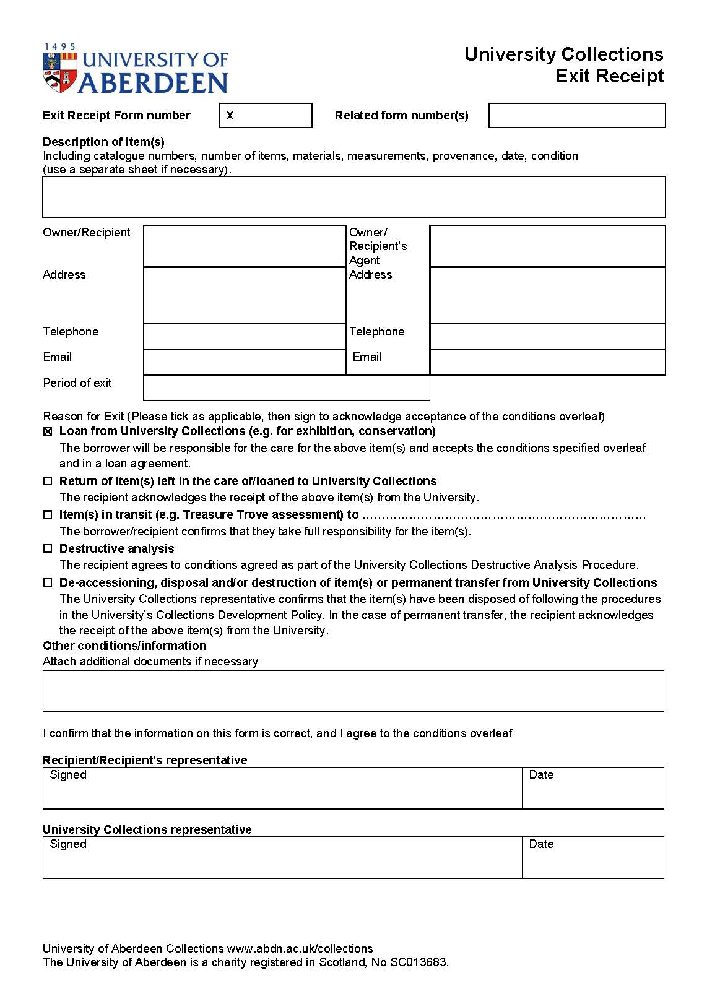 1495
UNIVERSITY OF
ABERDEEN
University Collections
Exit Receipt
Exit Receipt Form number X Related form number(s)
Description of item(s)
Including catalogue numbers, number of items, materials, measurements, provenance, date, condition
(use a separate sheet if necessary).
Owner/Recipient
Owner/
Recipient’s
Agent
Address Address
Telephone Telephone
Email Email
Period of exit
Reason for Exit (Please tick as applicable, then sign to acknowledge acceptance of the conditions overleaf)
☒ Loan from University Collections (e.g. for exhibition, conservation)
The borrower will be responsible for the care for the above item(s) and accepts the conditions specified overleaf
and in a loan agreement.
☐ Return of item(s) left in the care of/loaned to University Collections
The recipient acknowledges the receipt of the above item(s) from the University.
☐ Item(s) in transit (e.g. Treasure Trove assessment) to ………………………………………………………………
The borrower/recipient confirms that they take full responsibility for the item(s).
☐ Destructive analysis
The recipient agrees to conditions agreed as part of the University Collections Destructive Analysis Procedure.
☐ De-accessioning, disposal and/or destruction of item(s) or permanent transfer from University Collections
The University Collections representative confirms that the item(s) have been disposed of following the procedures
in the University’s Collections Development Policy. In the case of permanent transfer, the recipient acknowledges
the receipt of the above item(s) from the University.
Other conditions/information
Attach additional documents if necessary
I confirm that the information on this form is correct, and I agree to the conditions overleaf
Recipient/Recipient’s representative
Signed Date
University Collections representative
Signed Date
University of Aberdeen Collections www.abdn.ac.uk/collections
The University of Aberdeen is a charity registered in Scotland, No SC013683.